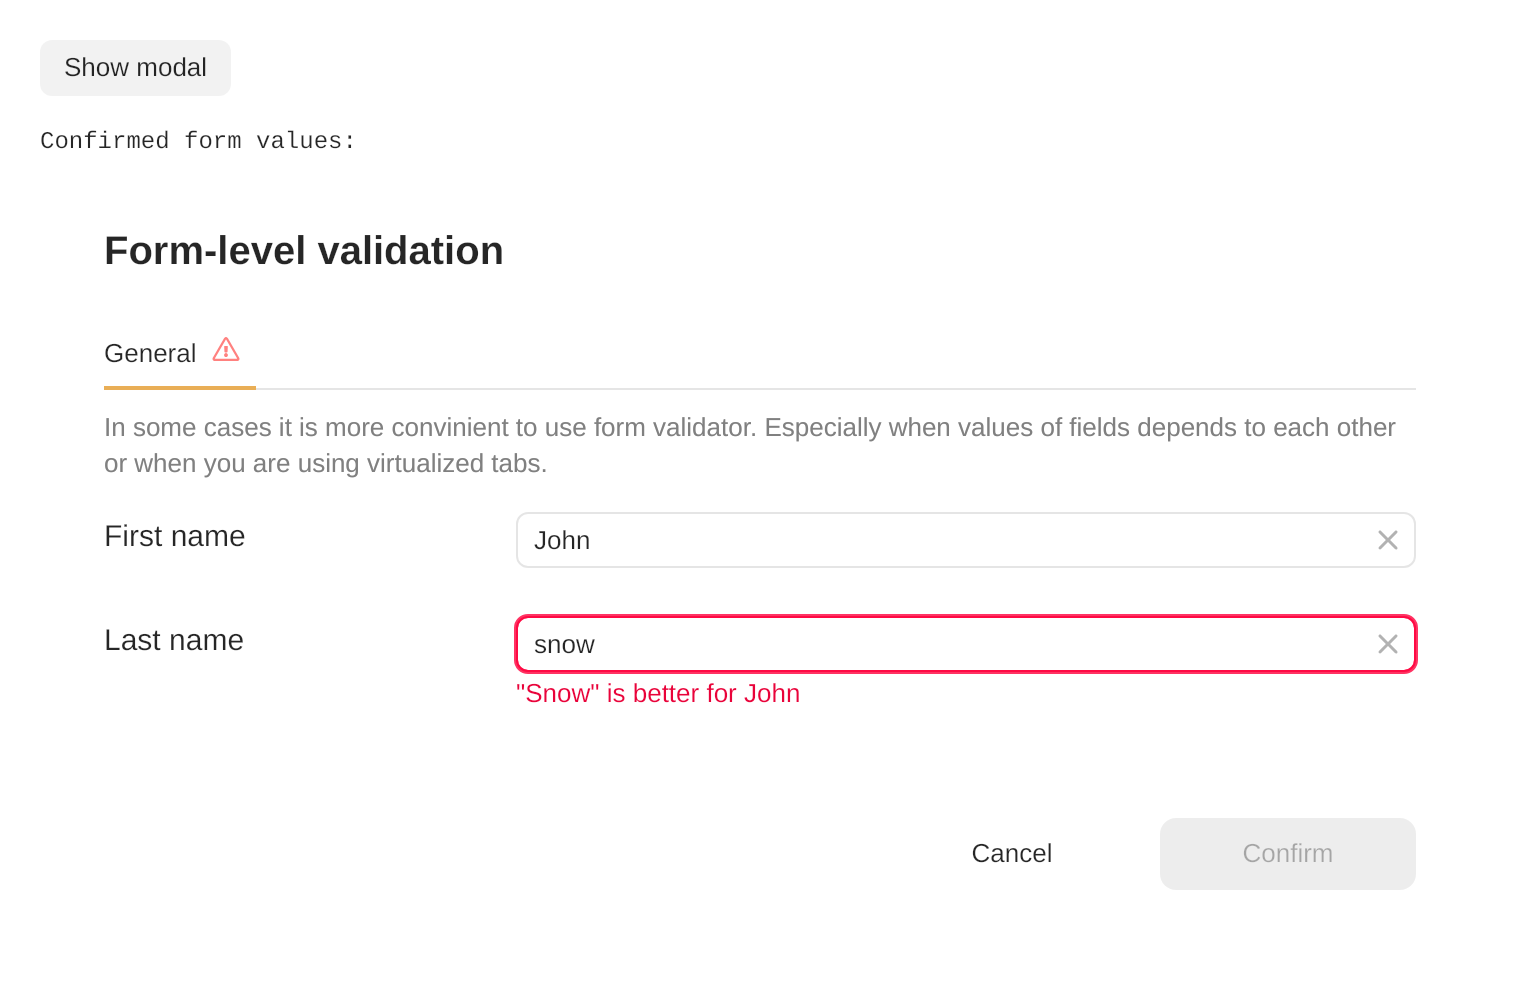 Show modal
Confirmed form values:
Form-level validation
General
In some cases it is more convinient to use form validator. Especially when values of fields depends to each other
or when you are using virtualized tabs.
First name
John
Last name
snow
"Snow" is better for John
Cancel
Confirm